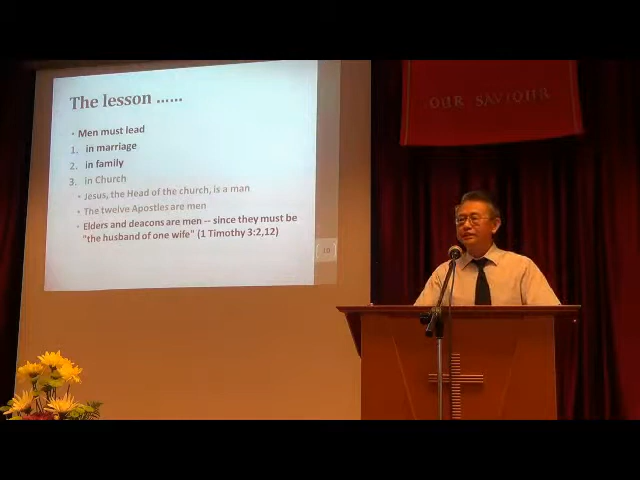 The lesson ......
• Men must lead
1. in marriage
2. in family
3. in Church
• Jesus, the Head of the church, is a man
• The twelve Apostles are men
• Elders and deacons are men -- since they must be
"the husband of one wife" (1 Timothy 3:2,12)
OUR SAVIOUR